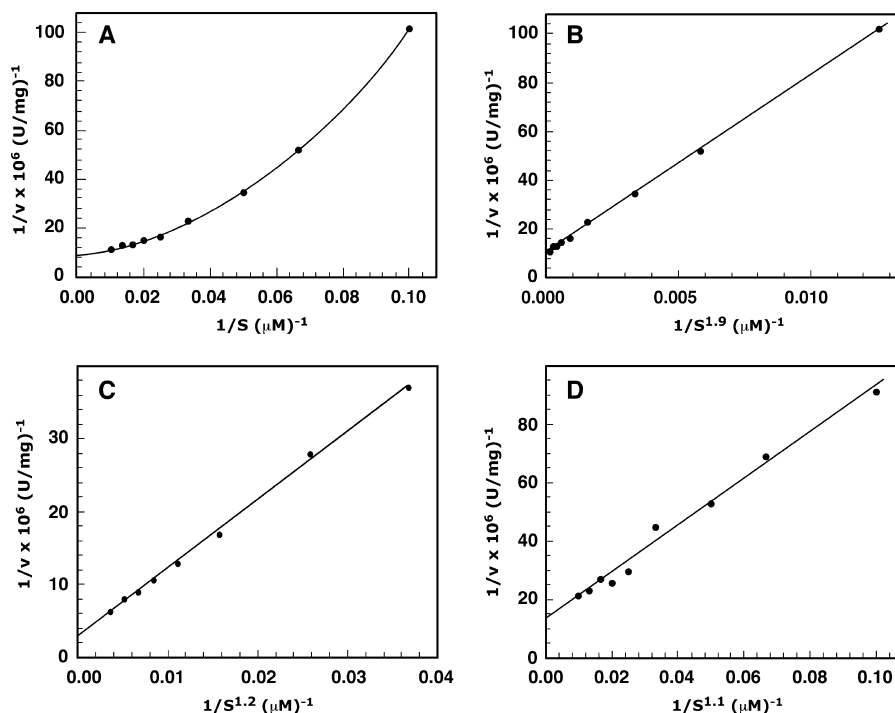 A
100
80
60
40
20
0
0.00 0.02 0.04 0.06 0.08 0.10
1/v x 10⁶ (U/mg)⁻¹
1/S (μM)⁻¹
B
100
80
60
40
20
0
0.000 0.005 0.010
1/v x 10⁶ (U/mg)⁻¹
1/S¹·⁹ (μM)⁻¹
C
30
20
10
0
0.00 0.01 0.02 0.03 0.04
1/v x 10⁶ (U/mg)⁻¹
1/S¹·² (μM)⁻¹
D
80
60
40
20
0
0.00 0.02 0.04 0.06 0.08 0.10
1/v x 10⁶ (U/mg)⁻¹
1/S¹·¹ (μM)⁻¹